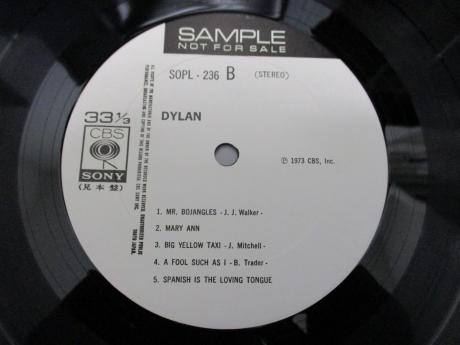 SAMPLE
NOT FOR SALE
SOPL - 236 B (STEREO)
33 1/3
DYLAN
CBS
SONY
(見本盤)
℗ 1973 CBS, Inc.
1. MR. BOJANGLES - J. J. Walker -
2. MARY ANN
3. BIG YELLOW TAXI - J. Mitchell -
4. A FOOL SUCH AS I - B. Trader -
5. SPANISH IS THE LOVING TONGUE